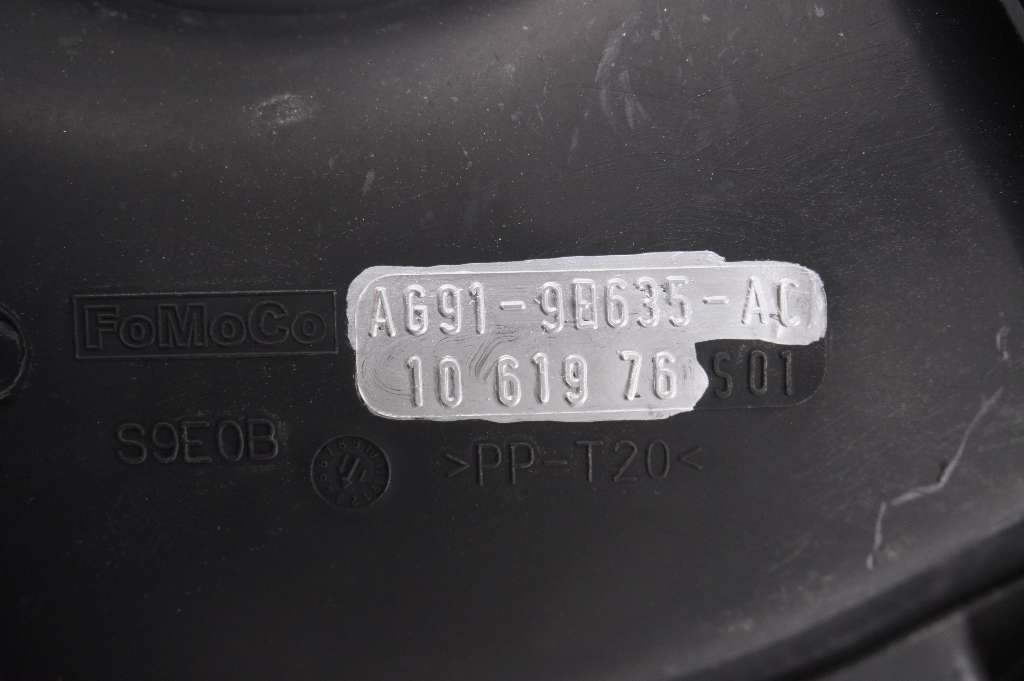 FoMoCo
AG91-9B635-AC
10 619 76 S01
S9E0B
>PP-T20<